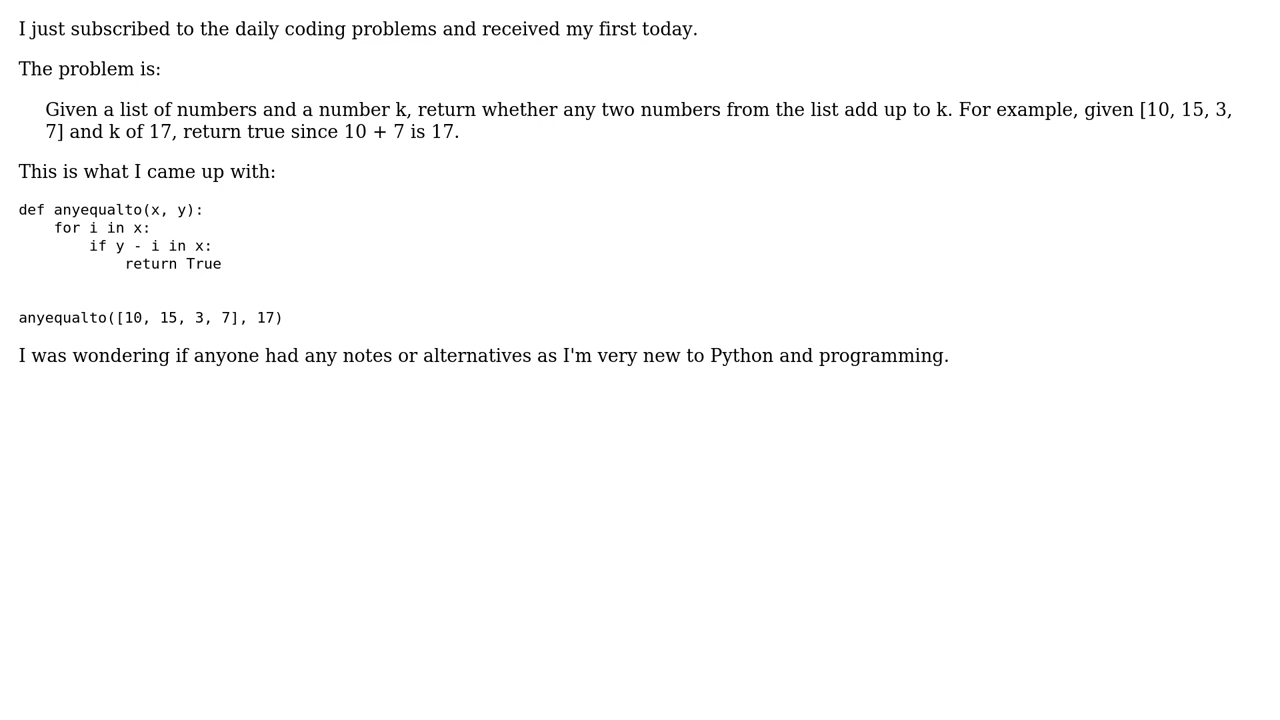 I just subscribed to the daily coding problems and received my first today.
The problem is:
Given a list of numbers and a number k, return whether any two numbers from the list add up to k. For example, given [10, 15, 3,
7] and k of 17, return true since 10 + 7 is 17.
This is what I came up with:
def anyequalto(x, y):
    for i in x:
        if y - i in x:
            return True
anyequalto([10, 15, 3, 7], 17)
I was wondering if anyone had any notes or alternatives as I'm very new to Python and programming.